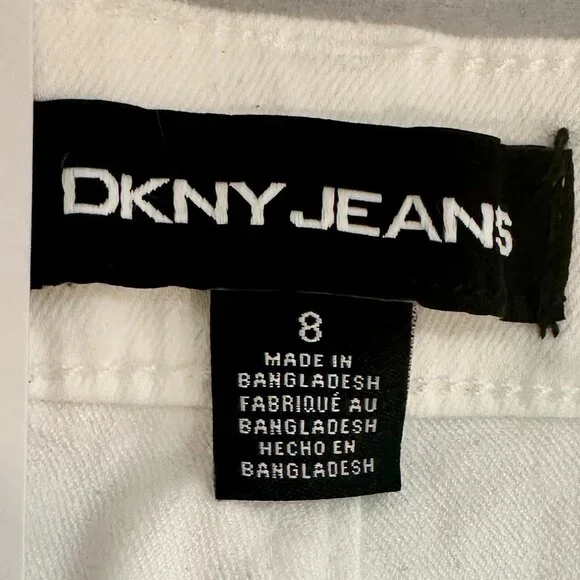 DKNY JEANS
8
MADE IN
BANGLADESH
FABRIQUÉ AU
BANGLADESH
HECHO EN
BANGLADESH